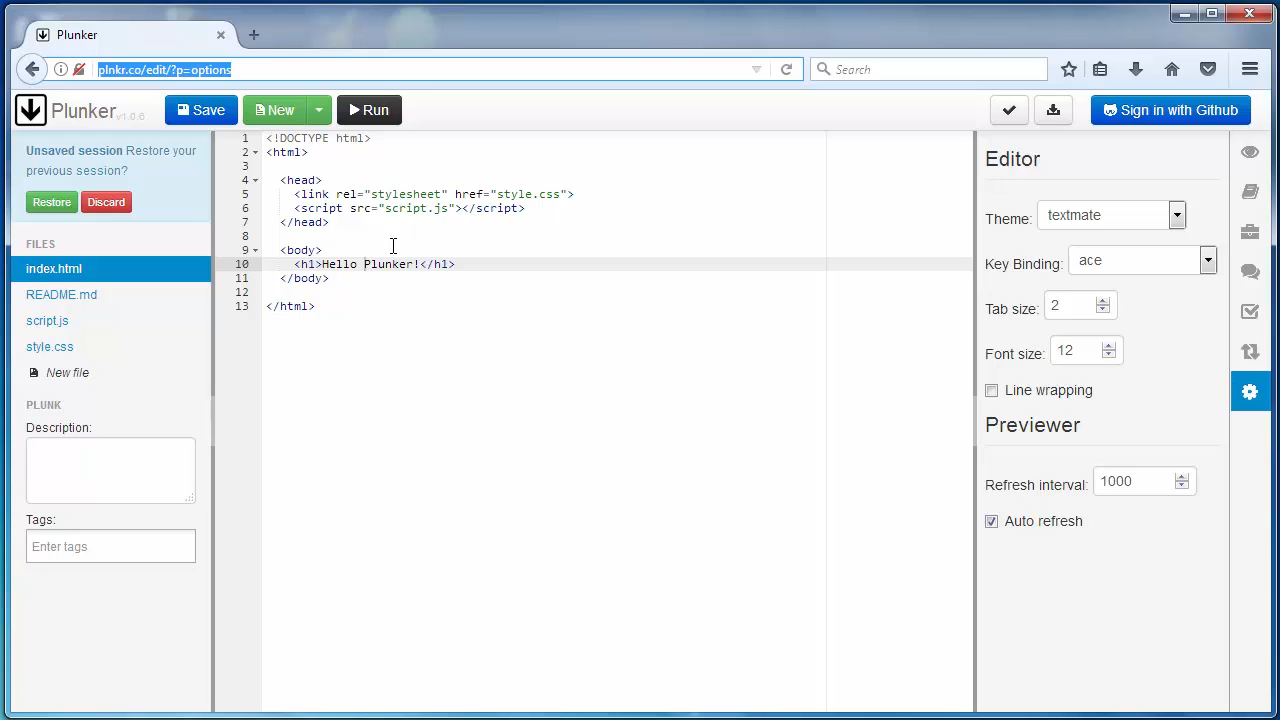 Plunker
plnkr.co/edit/?p=options
Search
Plunker v1.0.6
Save
New
Run
Sign in with Github
Unsaved session Restore your
previous session?
Restore
Discard
FILES
index.html
README.md
script.js
style.css
New file
PLUNK
Description:
Tags:
Enter tags
1 <!DOCTYPE html>
2 <html>
3
4 <head>
5 <link rel="stylesheet" href="style.css">
6 <script src="script.js"></script>
7 </head>
8
9 <body>
10 <h1>Hello Plunker!</h1>
11 </body>
12
13 </html>
Editor
Theme: textmate
Key Binding: ace
Tab size: 2
Font size: 12
Line wrapping
Previewer
Refresh interval: 1000
Auto refresh